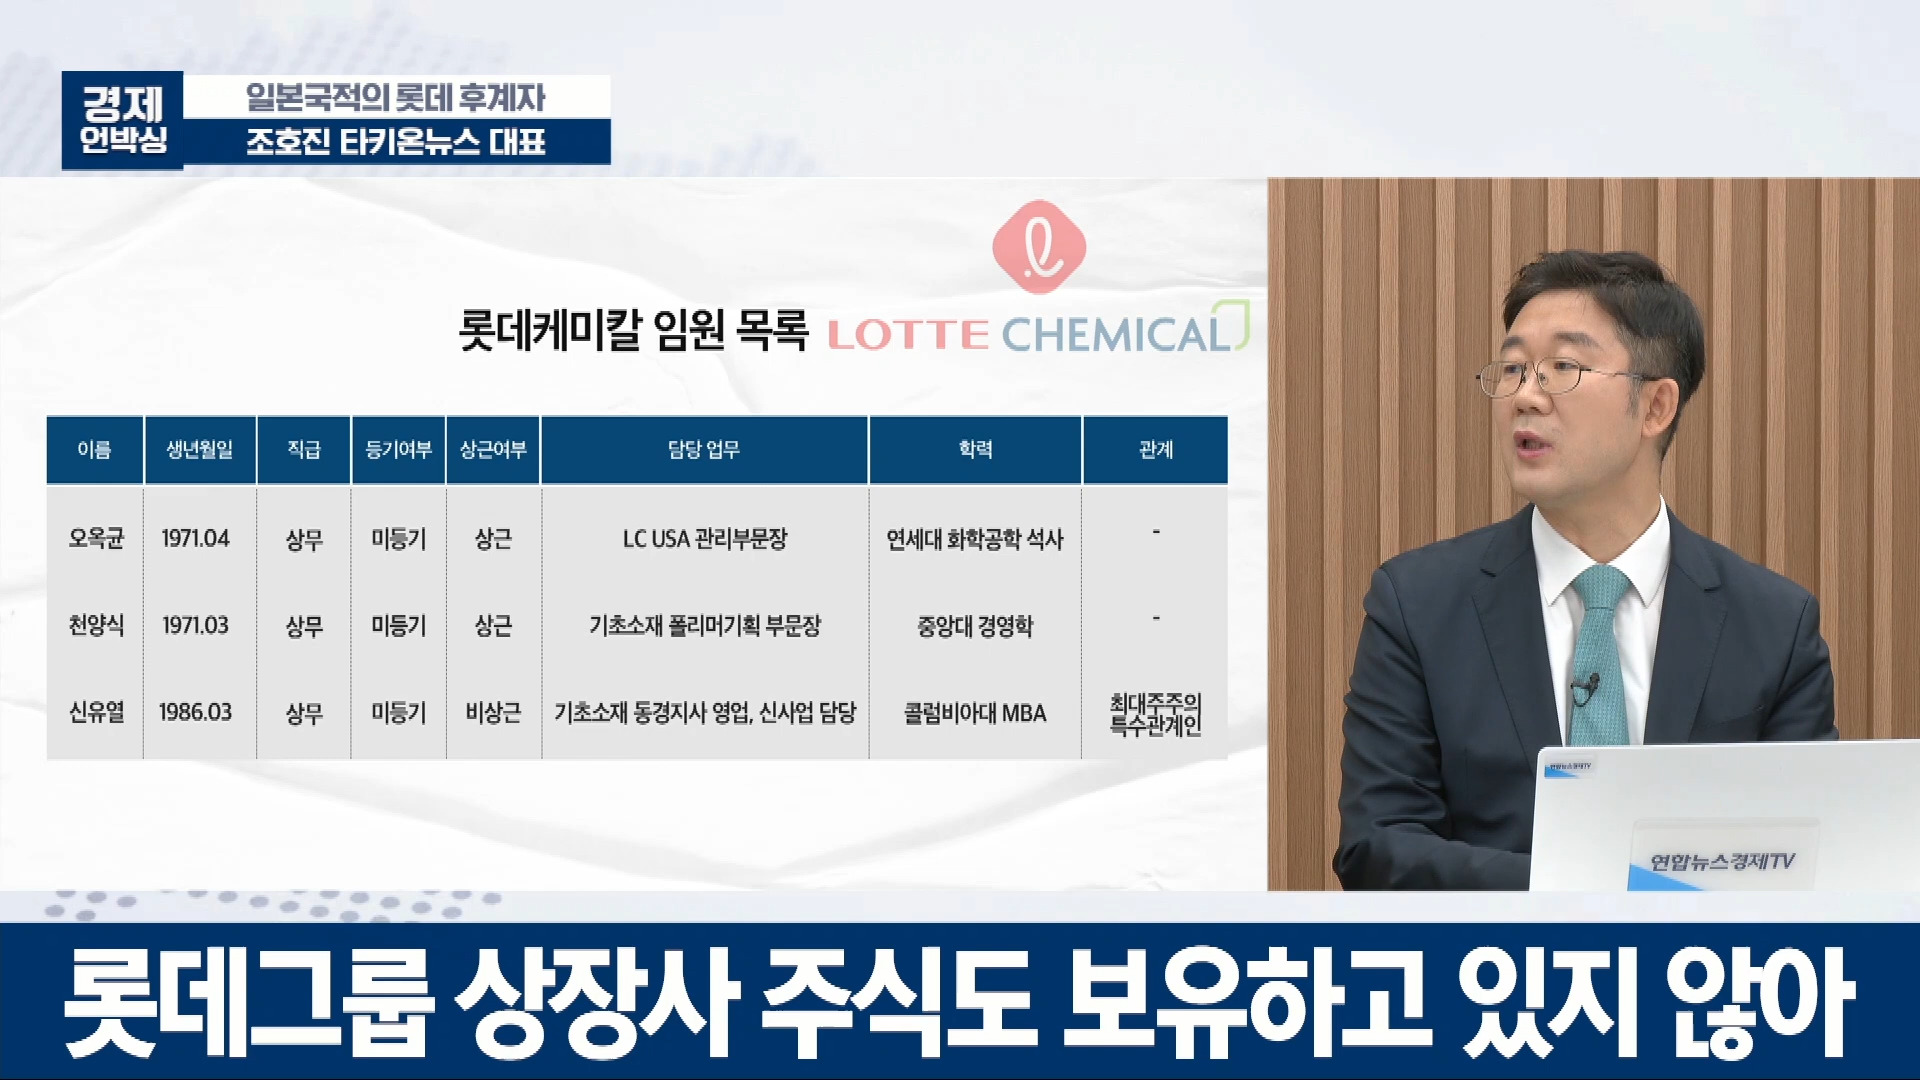 경제
언박싱
일본국적의 롯데 후계자
조호진 타키온뉴스 대표
롯데케미칼 임원 목록 LOTTE CHEMICAL
이름 생년월일 직급 등기여부 상근여부 담당 업무 학력 관계
오옥균 1971.04 상무 미등기 상근 LC USA 관리부문장 연세대 화학공학 석사 -
천양식 1971.03 상무 미등기 상근 기초소재 폴리머기획 부문장 중앙대 경영학 -
신유열 1986.03 상무 미등기 비상근 기초소재 동경지사 영업, 신사업 담당 콜럼비아대 MBA 최대주주의
특수관계인
연합뉴스경제TV
연합뉴스경제TV
롯데그룹 상장사 주식도 보유하고 있지 않아